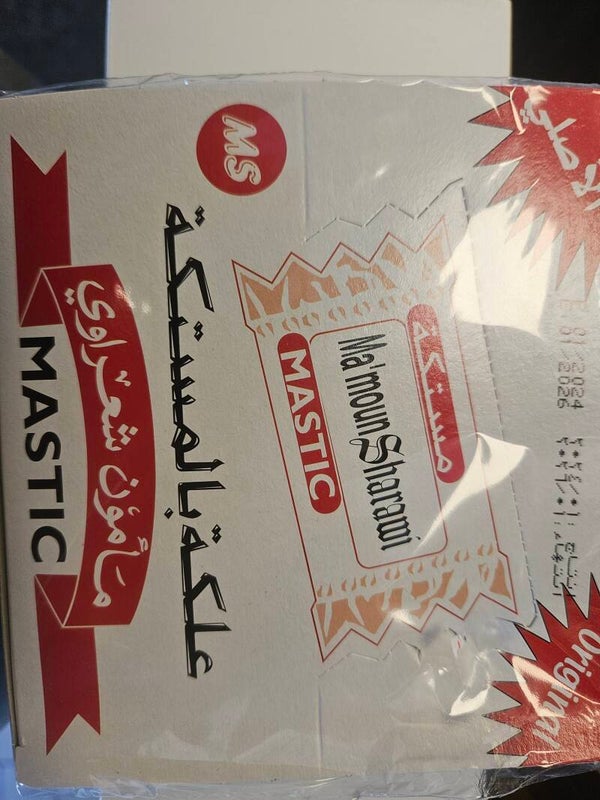 Original
/2024
/2026
مستكة
Ma'moun Sharawi
MASTIC
MS
علكة بالمستكة
مأمون شعراوي
MASTIC